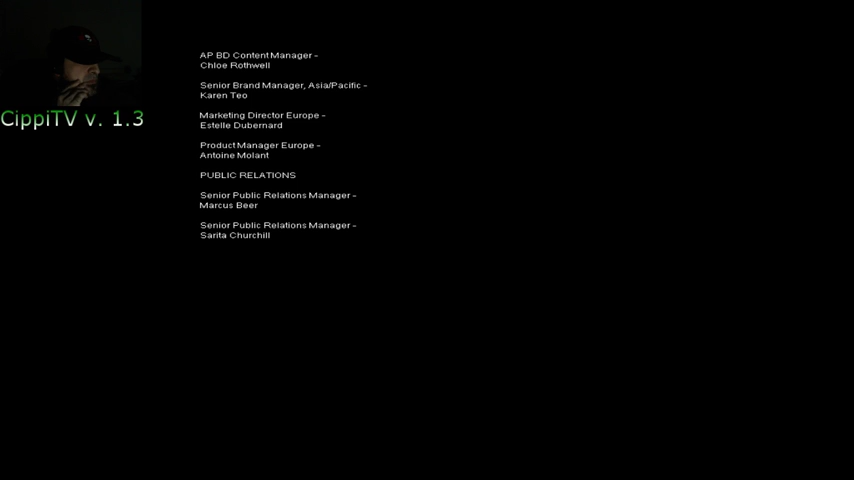 AP BD Content Manager -
Chloe Rothwell
Senior Brand Manager, Asia/Pacific -
Karen Teo
CippiTV v. 1.3
Marketing Director Europe -
Estelle Dubernard
Product Manager Europe -
Antoine Molant
PUBLIC RELATIONS
Senior Public Relations Manager -
Marcus Beer
Senior Public Relations Manager -
Sarita Churchill